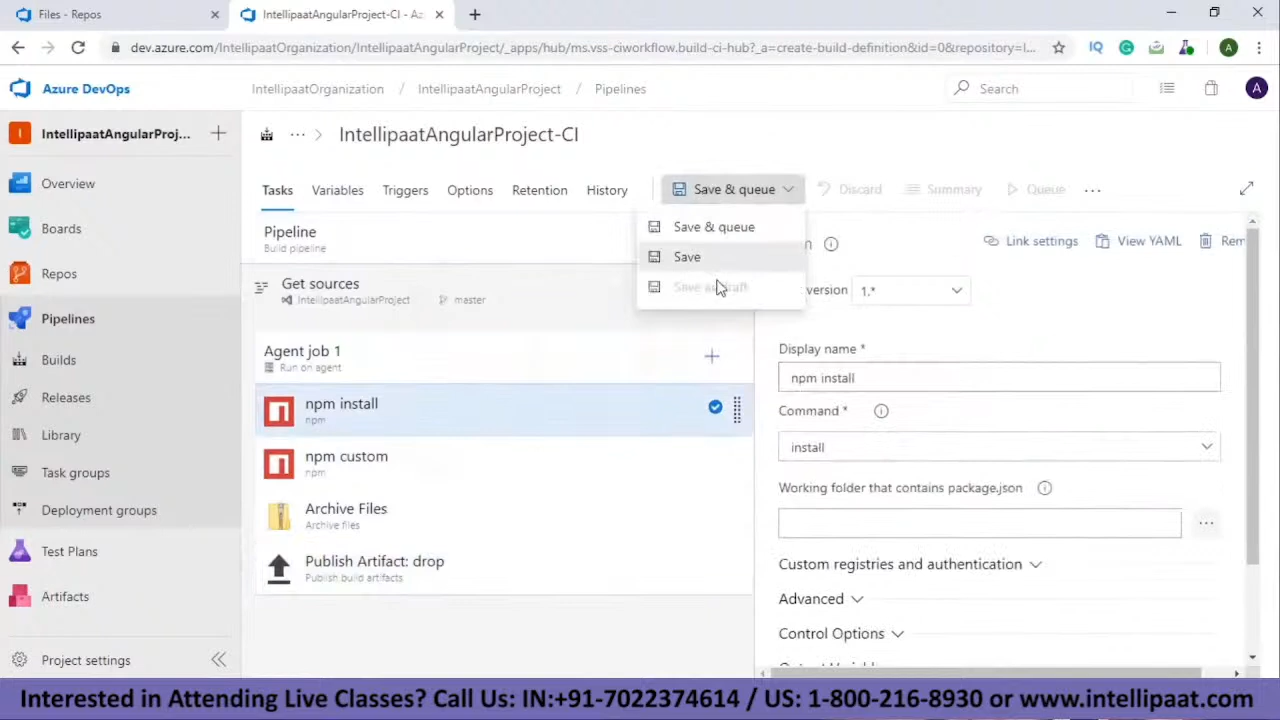 Files - Repos
IntellipaatAngularProject-CI - Az
dev.azure.com/IntellipaatOrganization/IntellipaatAngularProject/_apps/hub/ms.vss-ciworkflow.build-ci-hub?_a=create-build-definition&id=0&repository=I...
IQ
A
Azure DevOps
IntellipaatOrganization / IntellipaatAngularProject / Pipelines
Search
A
I
IntellipaatAngularProj...
IntellipaatAngularProject-CI
Overview
Boards
Repos
Pipelines
Builds
Releases
Library
Task groups
Deployment groups
Test Plans
Artifacts
Project settings
Tasks Variables Triggers Options Retention History
Save & queue
Discard
Summary
Queue
Save & queue
Save
Pipeline
Build pipeline
Get sources
IntellipaatAngularProject
master
Agent job 1
Run on agent
npm install
npm
npm custom
npm
Archive Files
Archive files
Publish Artifact: drop
Publish build artifacts
Link settings
View YAML
Rem
version
1.*
Display name *
npm install
Command *
install
Working folder that contains package.json
Custom registries and authentication
Advanced
Control Options
Interested in Attending Live Classes? Call Us: IN:+91-7022374614 / US: 1-800-216-8930 or www.intellipaat.com